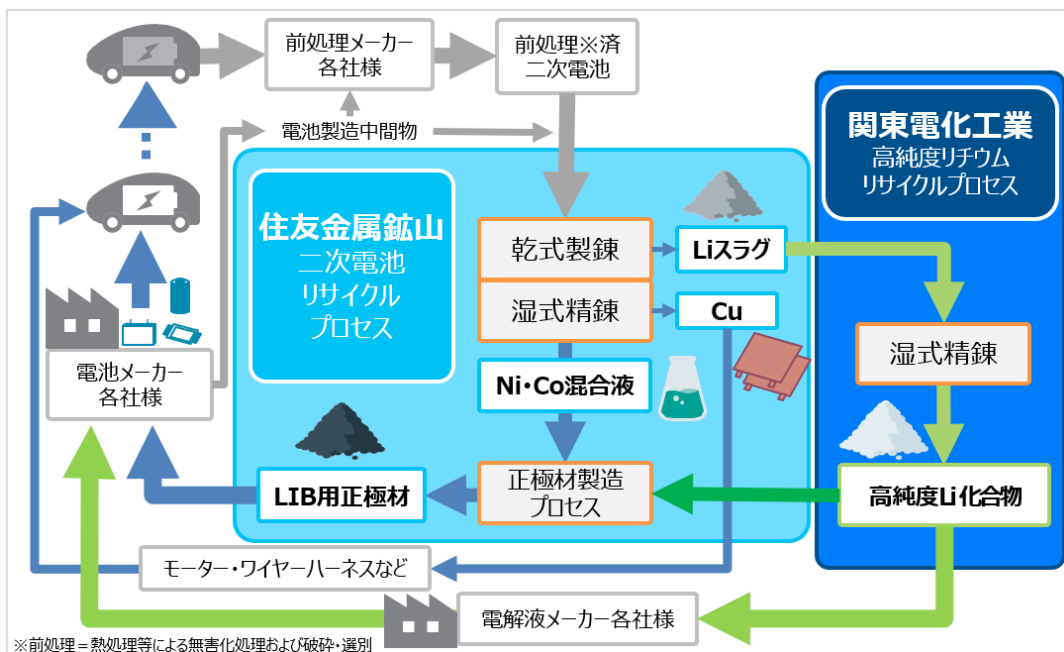 前処理メーカー
各社様
前処理※済
二次電池
電池製造中間物
関東電化工業
高純度リチウム
リサイクルプロセス
住友金属鉱山
二次電池
リサイクル
プロセス
乾式製錬
Liスラグ
湿式精錬
Cu
湿式精錬
電池メーカー
各社様
Ni・Co混合液
LIB用正極材
正極材製造
プロセス
高純度Li化合物
モーター・ワイヤーハーネスなど
電解液メーカー各社様
※前処理=熱処理等による無害化処理および破砕・選別